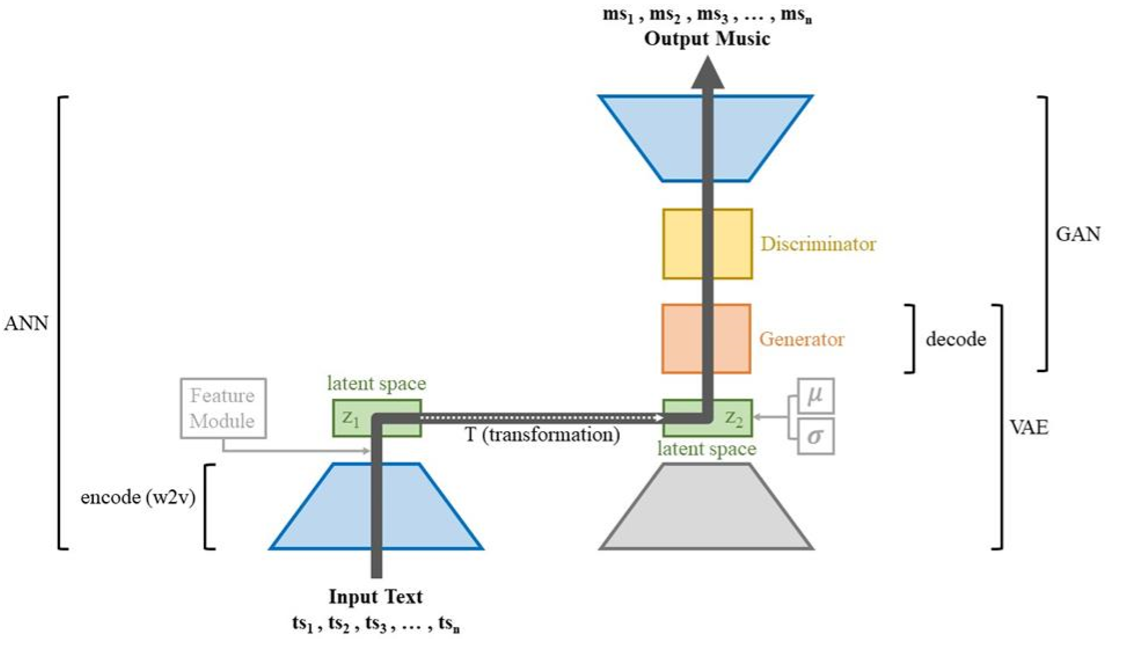 ms₁ , ms₂ , ms₃ , … , msₙ
Output Music
Discriminator
GAN
ANN
Generator
decode
Feature
Module
latent space
z₁
T (transformation)
z₂
latent space
μ
σ
VAE
encode (w2v)
Input Text
ts₁ , ts₂ , ts₃ , … , tsₙ